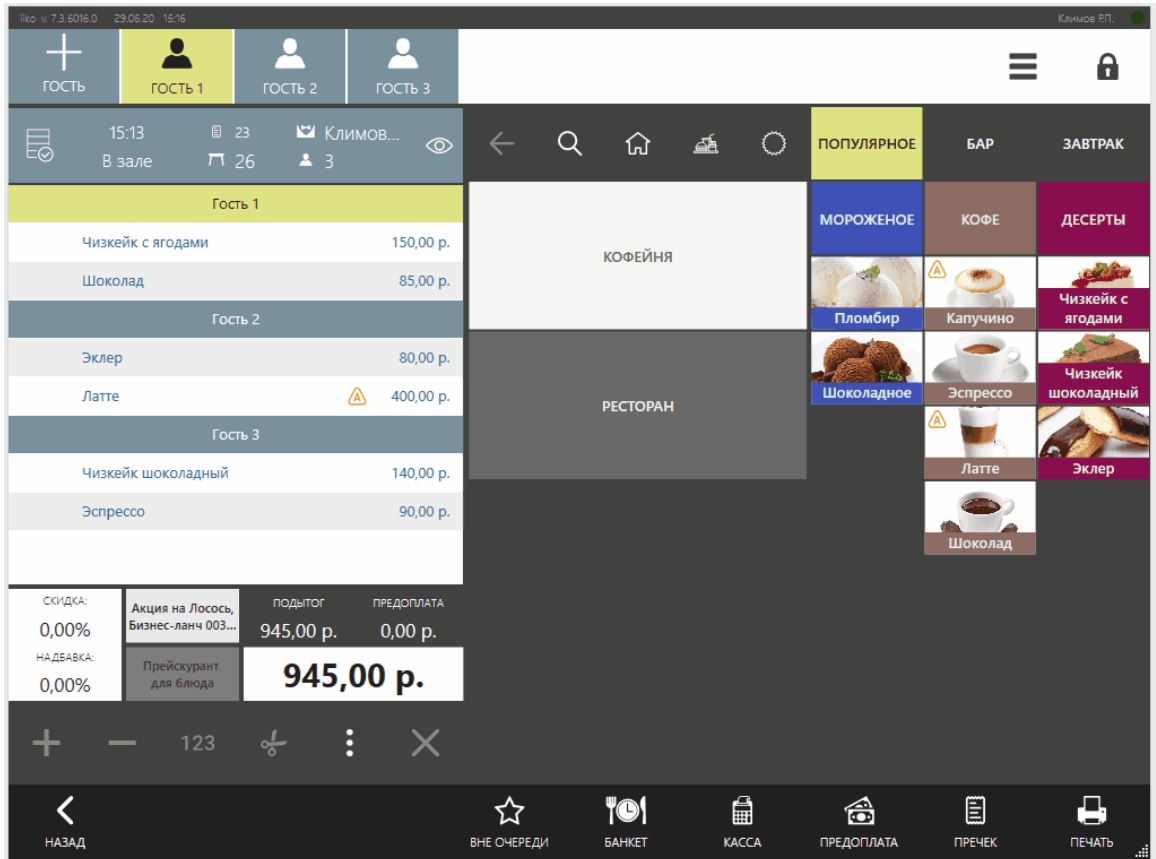 iiko v. 7.3.6016.0 29.06.20 15:16 Климов Р.П.
ГОСТЬ ГОСТЬ 1 ГОСТЬ 2 ГОСТЬ 3
15:13 23 Климов...
В зале 26 3
ПОПУЛЯРНОЕ БАР ЗАВТРАК
Гость 1
Чизкейк с ягодами 150,00 р.
Шоколад 85,00 р.
Гость 2
Эклер 80,00 р.
Латте A 400,00 р.
Гость 3
Чизкейк шоколадный 140,00 р.
Эспрессо 90,00 р.
КОФЕЙНЯ
РЕСТОРАН
МОРОЖЕНОЕ КОФЕ ДЕСЕРТЫ
Пломбир
Шоколадное
A
Капучино
Эспрессо
A
Латте
Шоколад
Чизкейк с
ягодами
Чизкейк
шоколадный
Эклер
СКИДКА:
0,00%
НАДБАВКА:
0,00%
Акция на Лосось,
Бизнес-ланч 003...
Прейскурант
для блюда
ПОДЫТОГ ПРЕДОПЛАТА
945,00 р. 0,00 р.
945,00 р.
123
НАЗАД ВНЕ ОЧЕРЕДИ БАНКЕТ КАССА ПРЕДОПЛАТА ПРЕЧЕК ПЕЧАТЬ